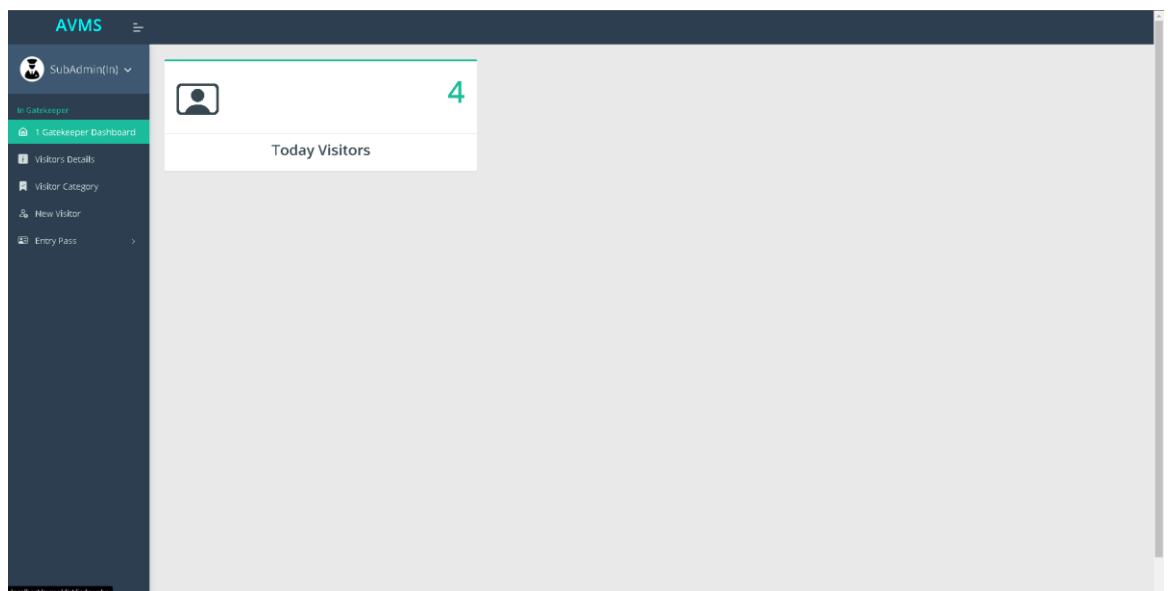 AVMS
SubAdmin(In)
In Gatekeeper
1 Gatekeeper Dashboard
Visitors Details
Visitor Category
New Visitor
Entry Pass
4
Today Visitors